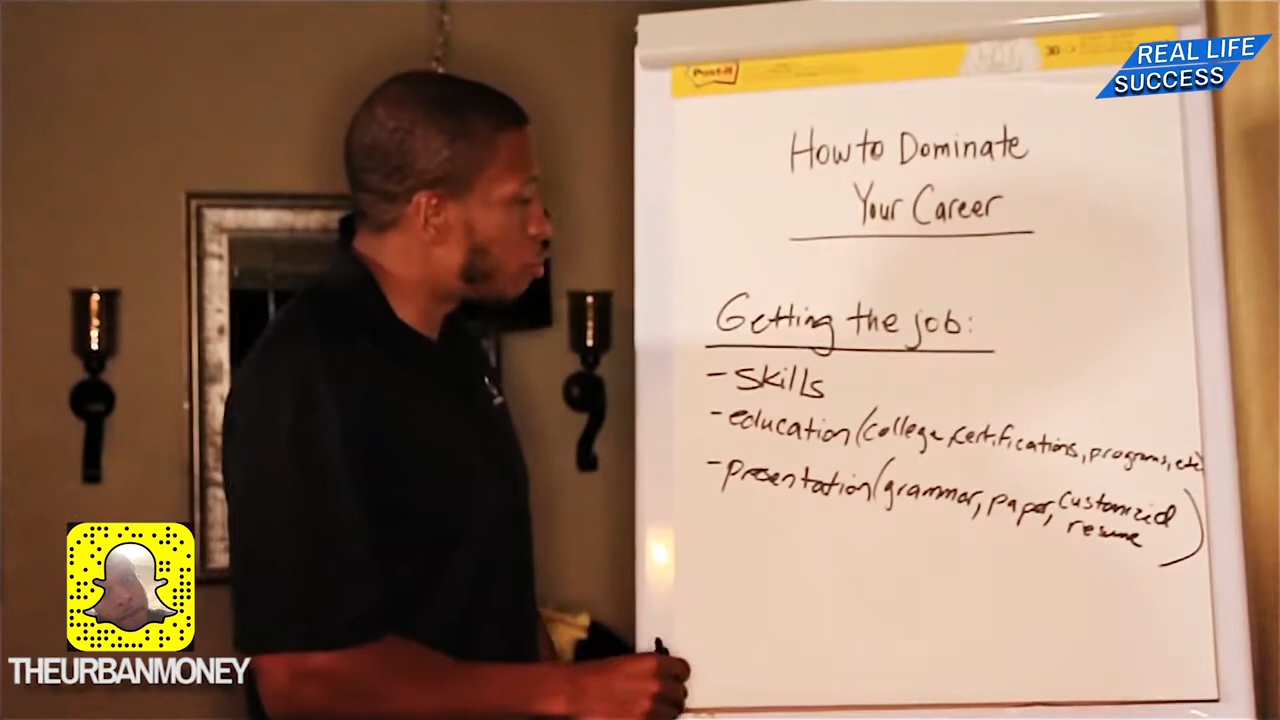 REAL LIFE
SUCCESS
Post-it
How to Dominate
Your Career
Getting the job:
- skills
- education (college, certifications, programs, etc)
- presentation (grammar, paper, customized
resume)
THEURBANMONEY